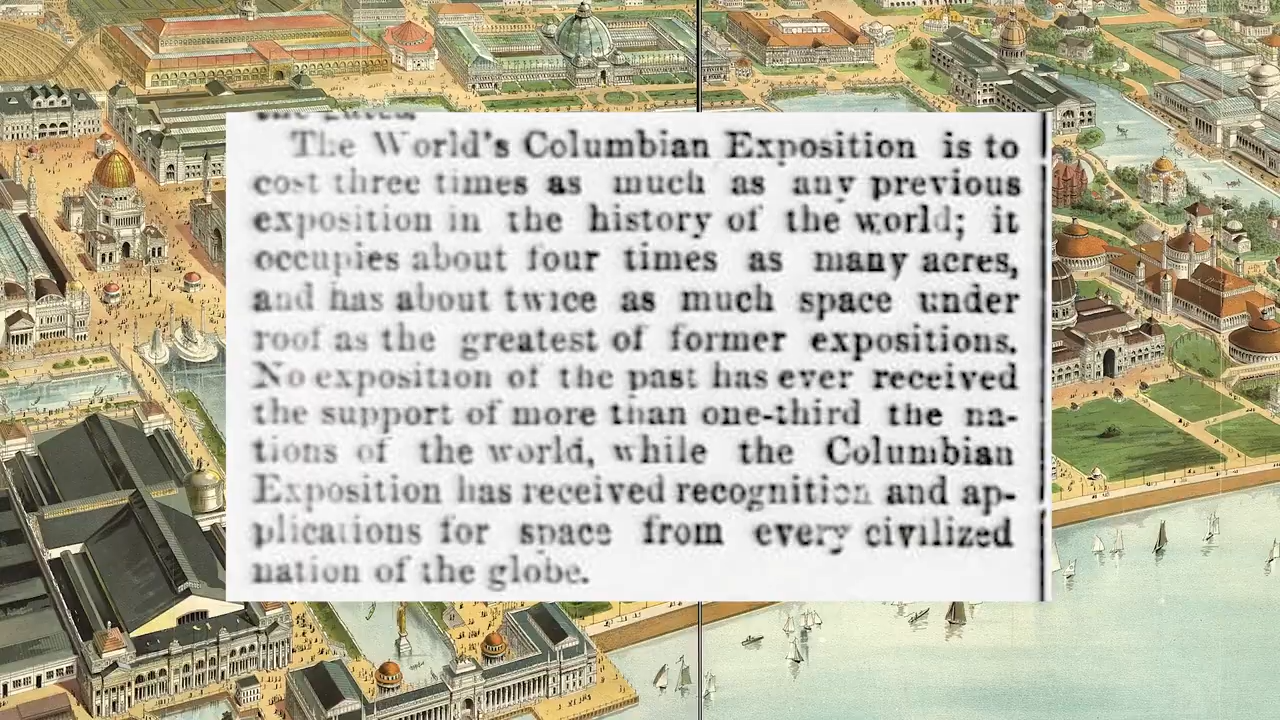 The World's Columbian Exposition is to
cost three times as much as any previous
exposition in the history of the world; it
occupies about four times as many acres,
and has about twice as much space under
roof as the greatest of former expositions.
No exposition of the past has ever received
the support of more than one-third the na-
tions of the world, while the Columbian
Exposition has received recognition and ap-
plications for space from every civilized
nation of the globe.